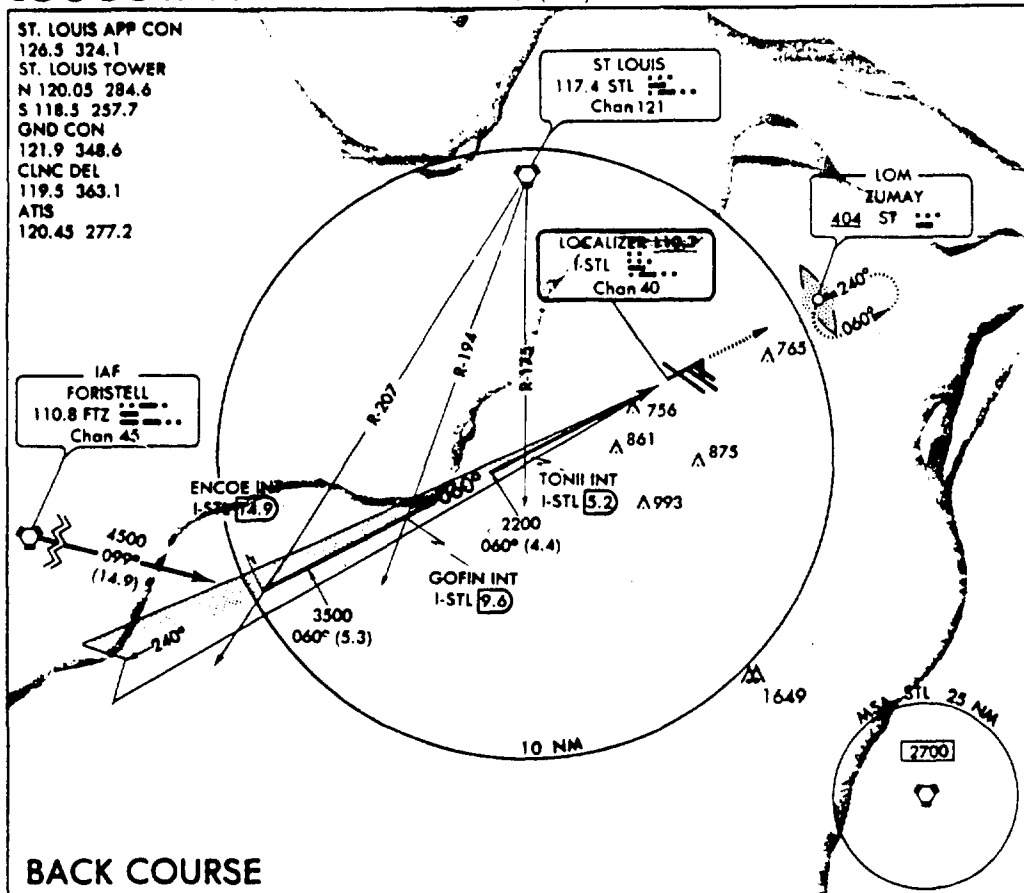 ST. LOUIS APP CON
126.5 324.1
ST. LOUIS TOWER
N 120.05 284.6
S 118.5 257.7
GND CON
121.9 348.6
CLNC DEL
119.5 363.1
ATIS
120.45 277.2
ST LOUIS
117.4 STL
Chan 121
LOM
ZUMAY
404 ST
LOCALIZER
I-STL
Chan 40
240°
060°
R-207
R-194
R-175
765
IAF
FORISTELL
110.8 FTZ
Chan 45
756
861
875
ENCOE INT
I-STL 14.9
060°
TONII INT
I-STL 5.2
993
4500
099°
(14.9)
2200
060° (4.4)
GOFIN INT
I-STL 9.6
3500
060° (5.3)
240°
1649
MSA STL 25 NM
2700
10 NM
BACK COURSE